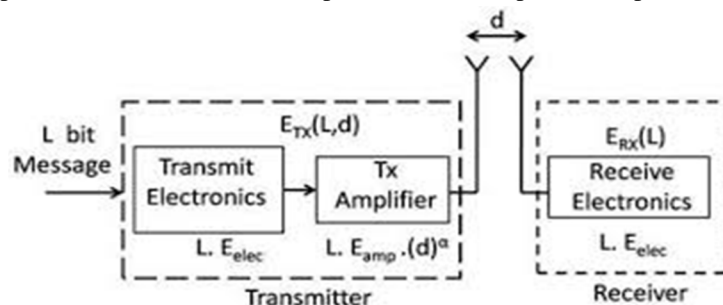 d
L bit
Message
E_TX(L,d)
Transmit
Electronics
Tx
Amplifier
L. E_elec
L. E_amp .(d)^α
Transmitter
E_RX(L)
Receive
Electronics
L. E_elec
Receiver